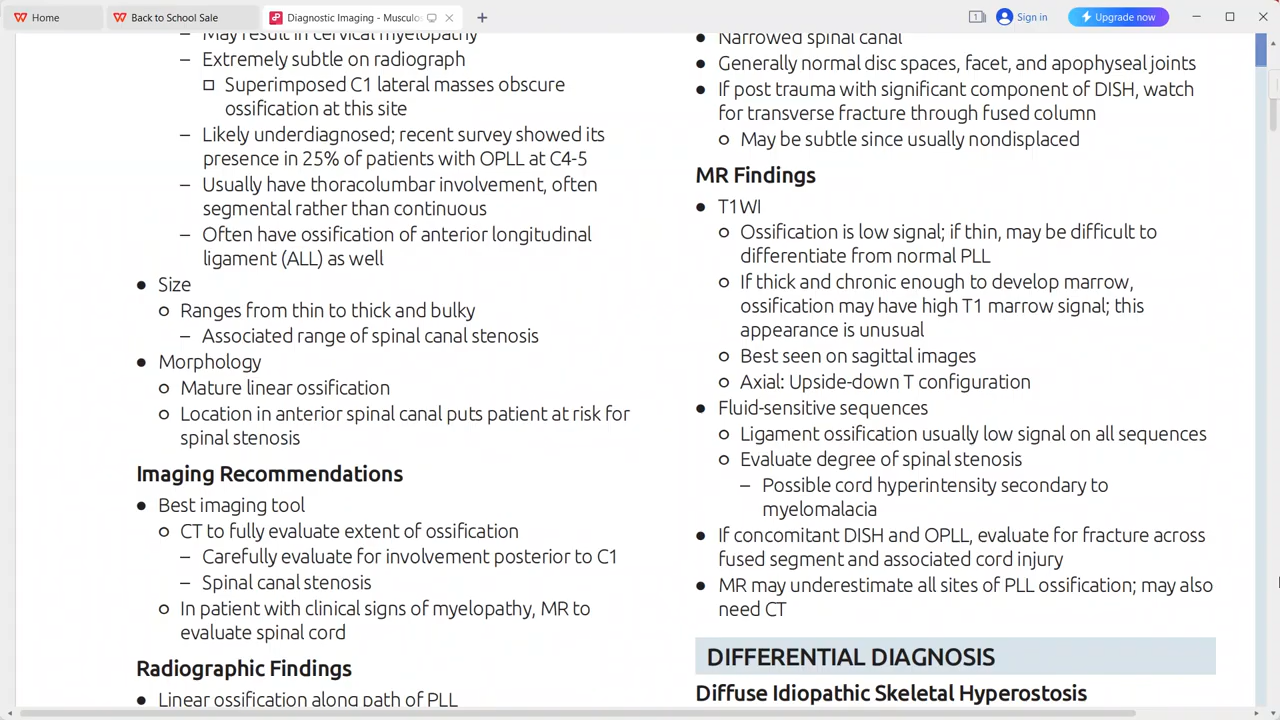 Home
Back to School Sale
Diagnostic Imaging - Musculo
1
Sign in
Upgrade now
– May result in cervical myelopathy
– Extremely subtle on radiograph
□ Superimposed C1 lateral masses obscure
ossification at this site
– Likely underdiagnosed; recent survey showed its
presence in 25% of patients with OPLL at C4-5
– Usually have thoracolumbar involvement, often
segmental rather than continuous
– Often have ossification of anterior longitudinal
ligament (ALL) as well
● Size
○ Ranges from thin to thick and bulky
– Associated range of spinal canal stenosis
● Morphology
○ Mature linear ossification
○ Location in anterior spinal canal puts patient at risk for
spinal stenosis
Imaging Recommendations
● Best imaging tool
○ CT to fully evaluate extent of ossification
– Carefully evaluate for involvement posterior to C1
– Spinal canal stenosis
○ In patient with clinical signs of myelopathy, MR to
evaluate spinal cord
Radiographic Findings
● Linear ossification along path of PLL
● Narrowed spinal canal
● Generally normal disc spaces, facet, and apophyseal joints
● If post trauma with significant component of DISH, watch
for transverse fracture through fused column
○ May be subtle since usually nondisplaced
MR Findings
● T1WI
○ Ossification is low signal; if thin, may be difficult to
differentiate from normal PLL
○ If thick and chronic enough to develop marrow,
ossification may have high T1 marrow signal; this
appearance is unusual
○ Best seen on sagittal images
○ Axial: Upside-down T configuration
● Fluid-sensitive sequences
○ Ligament ossification usually low signal on all sequences
○ Evaluate degree of spinal stenosis
– Possible cord hyperintensity secondary to
myelomalacia
● If concomitant DISH and OPLL, evaluate for fracture across
fused segment and associated cord injury
● MR may underestimate all sites of PLL ossification; may also
need CT
DIFFERENTIAL DIAGNOSIS
Diffuse Idiopathic Skeletal Hyperostosis